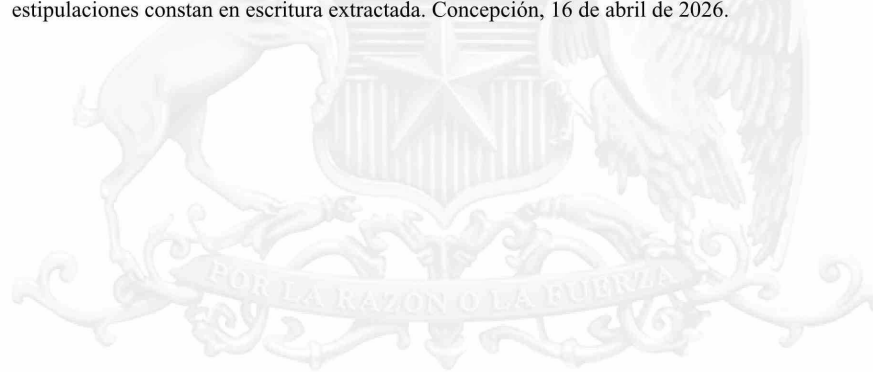 estipulaciones constan en escritura extractada. Concepción, 16 de abril de 2026.
POR LA RAZON O LA FUERZA